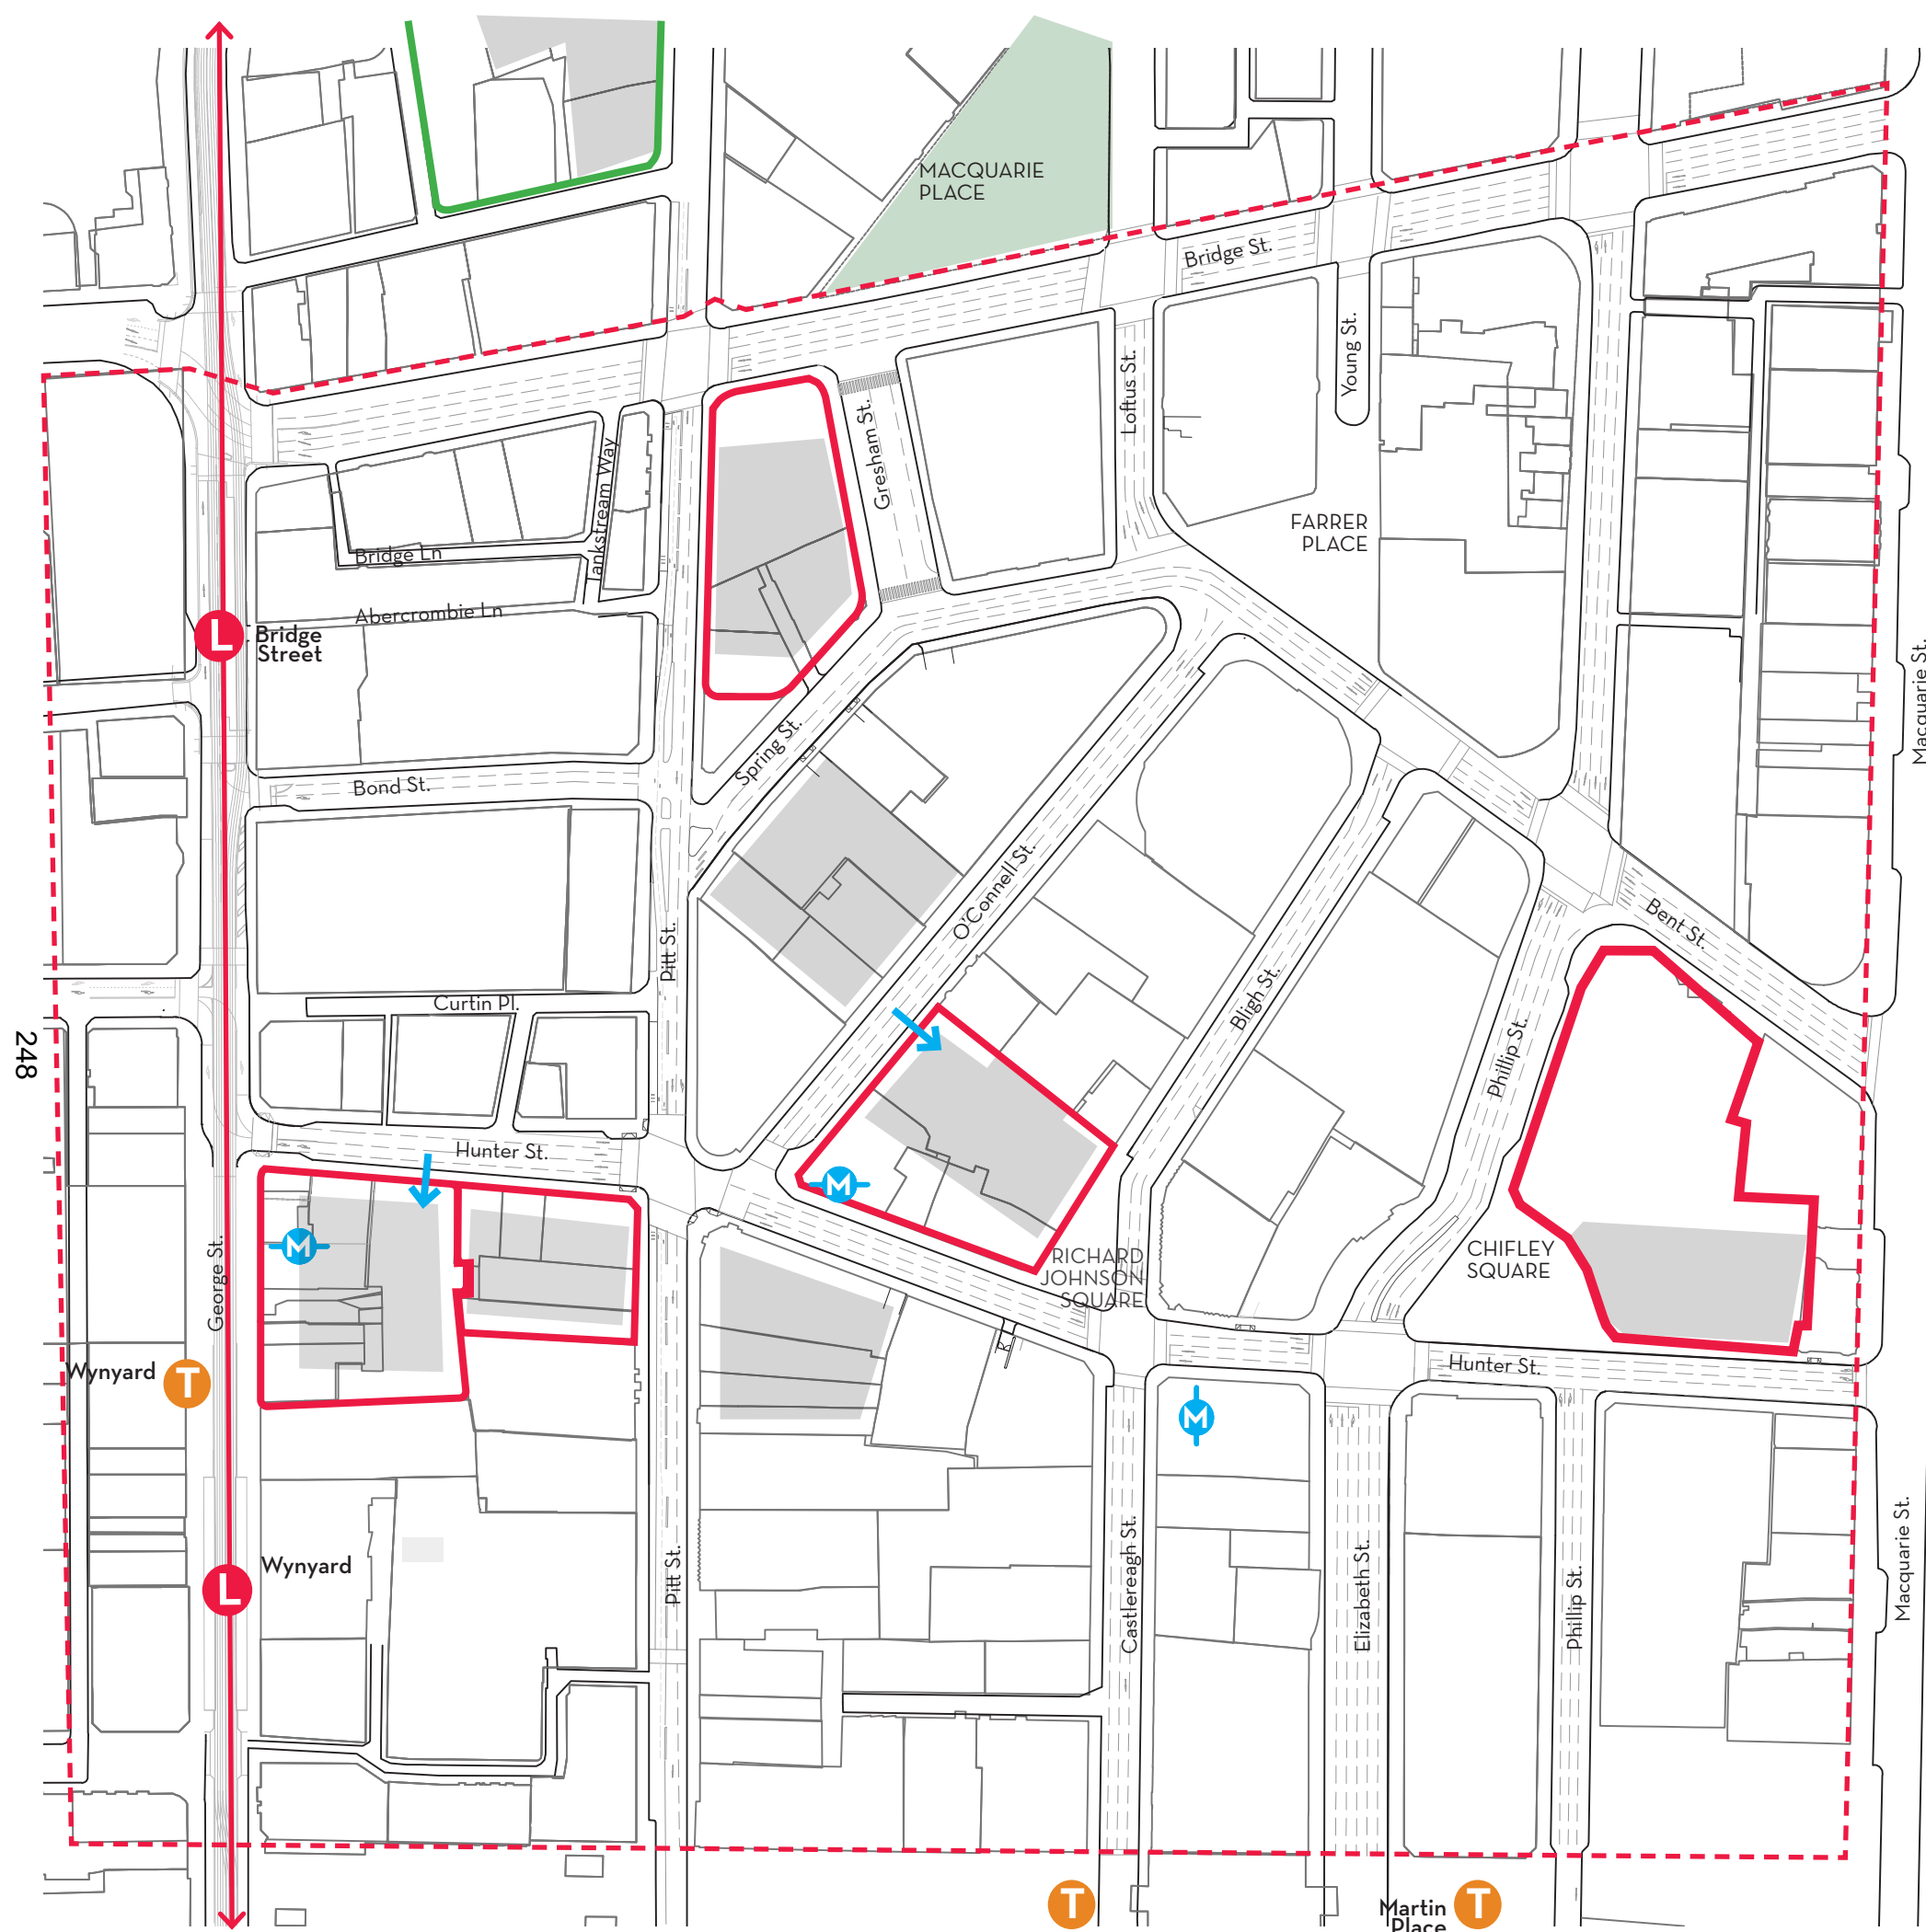 MACQUARIE
PLACE
Bridge St.
Young St.
Loftus St.
Gresham St.
Tankstream Way
FARRER
PLACE
Bridge Ln
Abercrombie Ln
L
Bridge
Street
Macquarie St.
Spring St.
Bond St.
O'Connell St.
Bent St.
Pitt St.
Bligh St.
Curtin Pl.
Phillip St.
248
Hunter St.
M
M
George St.
RICHARD
JOHNSON
SQUARE
CHIFLEY
SQUARE
Wynyard
T
Hunter St.
M
Wynyard
L
Pitt St.
Castlereagh St.
Elizabeth St.
Phillip St.
Macquarie St.
T
Martin
Place
T